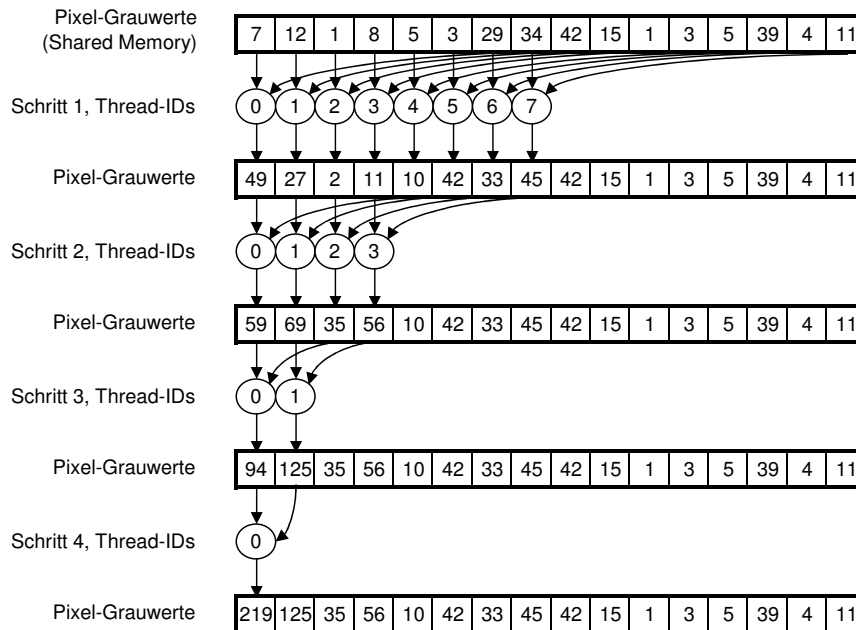 Pixel-Grauwerte
(Shared Memory)
7 12 1 8 5 3 29 34 42 15 1 3 5 39 4 11
Schritt 1, Thread-IDs 0 1 2 3 4 5 6 7
Pixel-Grauwerte 49 27 2 11 10 42 33 45 42 15 1 3 5 39 4 11
Schritt 2, Thread-IDs 0 1 2 3
Pixel-Grauwerte 59 69 35 56 10 42 33 45 42 15 1 3 5 39 4 11
Schritt 3, Thread-IDs 0 1
Pixel-Grauwerte 94 125 35 56 10 42 33 45 42 15 1 3 5 39 4 11
Schritt 4, Thread-IDs 0
Pixel-Grauwerte 219 125 35 56 10 42 33 45 42 15 1 3 5 39 4 11